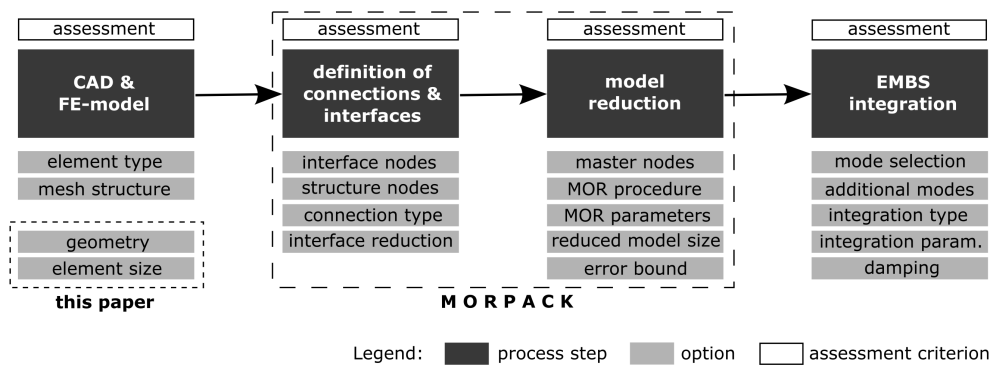 assessment
CAD &
FE-model
element type
mesh structure
geometry
element size
this paper
assessment
definition of
connections &
interfaces
interface nodes
structure nodes
connection type
interface reduction
assessment
model
reduction
master nodes
MOR procedure
MOR parameters
reduced model size
error bound
MORPACK
assessment
EMBS
integration
mode selection
additional modes
integration type
integration param.
damping
Legend: process step option assessment criterion